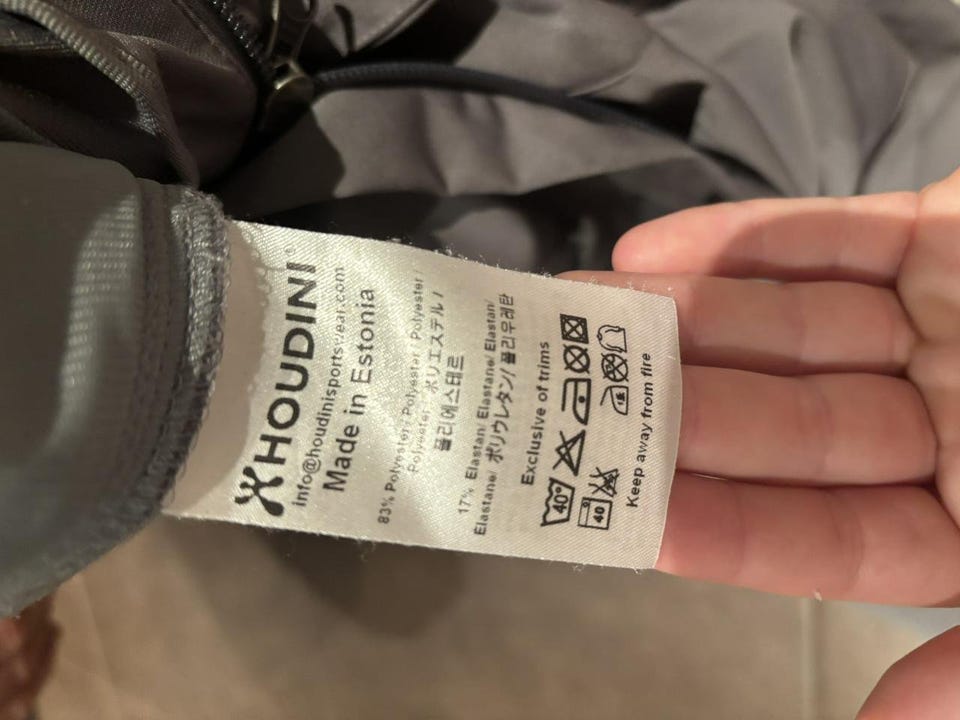 HOUDINI
info@houdinisportswear.com
Made in Estonia
83% Polyester / Polyester / Polyester /
Polyester / ポリエステル /
폴리에스테르
17% Elastan/ Elastane/ Elastan/
Elastane/ ポリウレタン/ 폴리우레탄
Exclusive of trims
40°
40
Keep away from fire